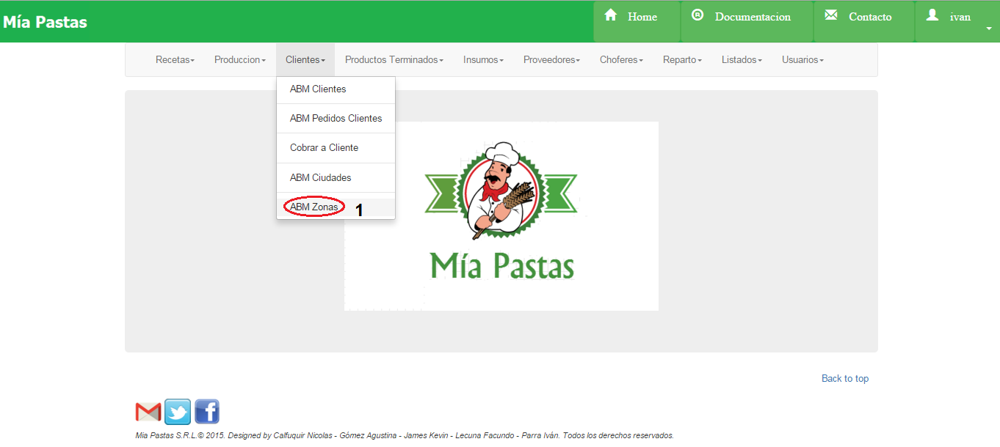 Mía Pastas
Home
Documentacion
Contacto
ivan
Recetas
Produccion
Clientes
Productos Terminados
Insumos
Proveedores
Choferes
Reparto
Listados
Usuarios
ABM Clientes
ABM Pedidos Clientes
Cobrar a Cliente
ABM Ciudades
ABM Zonas
1
Mía Pastas
Back to top
Mia Pastas S.R.L.© 2015. Designed by Calfuquir Nicolas - Gómez Agustina - James Kevin - Lecuna Facundo - Parra Iván. Todos los derechos reservados.